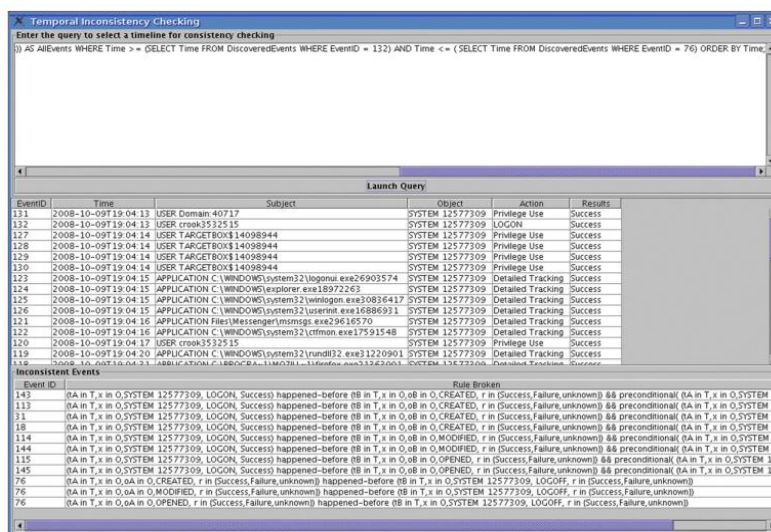 Temporal Inconsistency Checking
Enter the query to select a timeline for consistency checking
)) AS AllEvents WHERE Time >= (SELECT Time FROM DiscoveredEvents WHERE EventID = 132) AND Time <= ( SELECT Time FROM DiscoveredEvents WHERE EventID = 76) ORDER BY Time
Launch Query
EventID Time Subject Object Action Results
131 2008-10-09T19:04:13 USER Domain:40717 SYSTEM 12577309 Privilege Use Success
132 2008-10-09T19:04:13 USER crook3532515 SYSTEM 12577309 LOGON Success
127 2008-10-09T19:04:14 USER TARGETBOX$14098944 SYSTEM 12577309 Privilege Use Success
128 2008-10-09T19:04:14 USER TARGETBOX$14098944 SYSTEM 12577309 Privilege Use Success
129 2008-10-09T19:04:14 USER TARGETBOX$14098944 SYSTEM 12577309 Privilege Use Success
130 2008-10-09T19:04:14 USER TARGETBOX$14098944 SYSTEM 12577309 Privilege Use Success
123 2008-10-09T19:04:15 APPLICATION C:\WINDOWS\system32\logonui.exe26903574 SYSTEM 12577309 Detailed Tracking Success
124 2008-10-09T19:04:15 APPLICATION C:\WINDOWS\explorer.exe18972263 SYSTEM 12577309 Detailed Tracking Success
125 2008-10-09T19:04:15 APPLICATION C:\WINDOWS\system32\winlogon.exe30836417 SYSTEM 12577309 Detailed Tracking Success
126 2008-10-09T19:04:15 APPLICATION C:\WINDOWS\system32\userinit.exe16886931 SYSTEM 12577309 Detailed Tracking Success
121 2008-10-09T19:04:16 APPLICATION Files\Messenger\msmsgs.exe29616570 SYSTEM 12577309 Detailed Tracking Success
122 2008-10-09T19:04:16 APPLICATION C:\WINDOWS\system32\ctfmon.exe17591548 SYSTEM 12577309 Detailed Tracking Success
120 2008-10-09T19:04:17 USER crook3532515 SYSTEM 12577309 Privilege Use Success
119 2008-10-09T19:04:20 APPLICATION C:\WINDOWS\system32\rundll32.exe31220901 SYSTEM 12577309 Detailed Tracking Success
118 2008-10-09T19:04:21 APPLICATION SYSTEM 12577309 Detailed Tracking Success
Inconsistent Events
Event ID Rule Broken
143 (tA in T,x in O,SYSTEM 12577309, LOGON, Success) happened-before (tB in T,x in O,oB in O,CREATED, r in (Success,Failure,unknown)) && preconditional( (tA in T,x in O,SYSTEM
113 (tA in T,x in O,SYSTEM 12577309, LOGON, Success) happened-before (tB in T,x in O,oB in O,CREATED, r in (Success,Failure,unknown)) && preconditional( (tA in T,x in O,SYSTEM
31 (tA in T,x in O,SYSTEM 12577309, LOGON, Success) happened-before (tB in T,x in O,oB in O,CREATED, r in (Success,Failure,unknown)) && preconditional( (tA in T,x in O,SYSTEM
18 (tA in T,x in O,SYSTEM 12577309, LOGON, Success) happened-before (tB in T,x in O,oB in O,CREATED, r in (Success,Failure,unknown)) && preconditional( (tA in T,x in O,SYSTEM
114 (tA in T,x in O,SYSTEM 12577309, LOGON, Success) happened-before (tB in T,x in O,oB in O,MODIFIED, r in (Success,Failure,unknown)) && preconditional( (tA in T,x in O,SYSTEM
144 (tA in T,x in O,SYSTEM 12577309, LOGON, Success) happened-before (tB in T,x in O,oB in O,MODIFIED, r in (Success,Failure,unknown)) && preconditional( (tA in T,x in O,SYSTEM
115 (tA in T,x in O,SYSTEM 12577309, LOGON, Success) happened-before (tB in T,x in O,oB in O,OPENED, r in (Success,Failure,unknown)) && preconditional( (tA in T,x in O,SYSTEM 1
145 (tA in T,x in O,SYSTEM 12577309, LOGON, Success) happened-before (tB in T,x in O,oB in O,OPENED, r in (Success,Failure,unknown)) && preconditional( (tA in T,x in O,SYSTEM 1
76 (tA in T,x in O,oA in O,CREATED, r in (Success,Failure,unknown)) happened-before (tB in T,x in O,SYSTEM 12577309, LOGOFF, r in (Success,Failure,unknown))
76 (tA in T,x in O,oA in O,MODIFIED, r in (Success,Failure,unknown)) happened-before (tB in T,x in O,SYSTEM 12577309, LOGOFF, r in (Success,Failure,unknown))
76 (tA in T,x in O,oA in O,OPENED, r in (Success,Failure,unknown)) happened-before (tB in T,x in O,SYSTEM 12577309, LOGOFF, r in (Success,Failure,unknown))